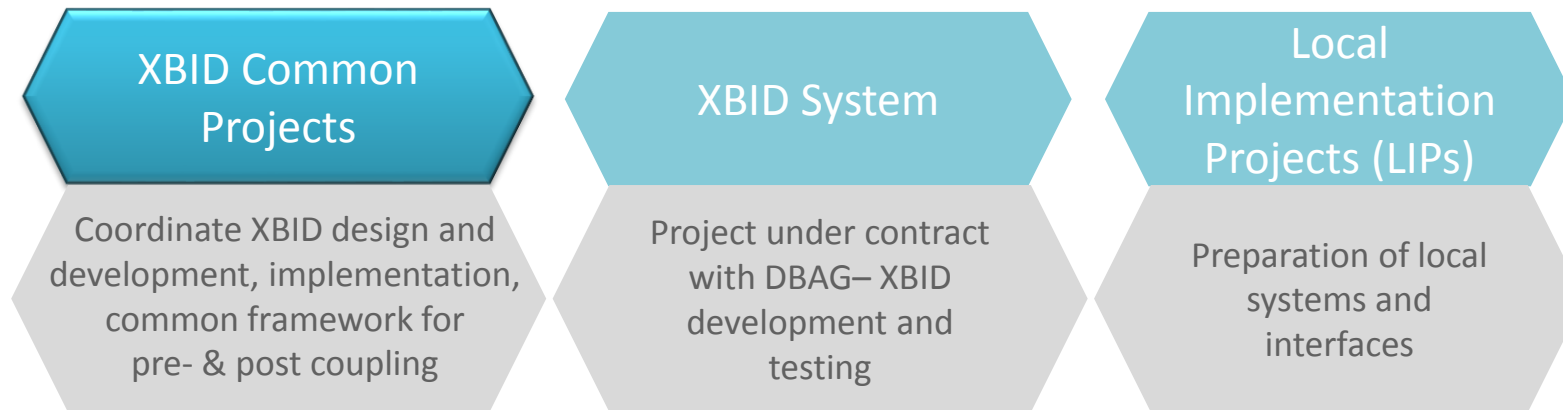 XBID Common
Projects
Coordinate XBID design and
development, implementation,
common framework for
pre- & post coupling
XBID System
Project under contract
with DBAG– XBID
development and
testing
Local
Implementation
Projects (LIPs)
Preparation of local
systems and
interfaces